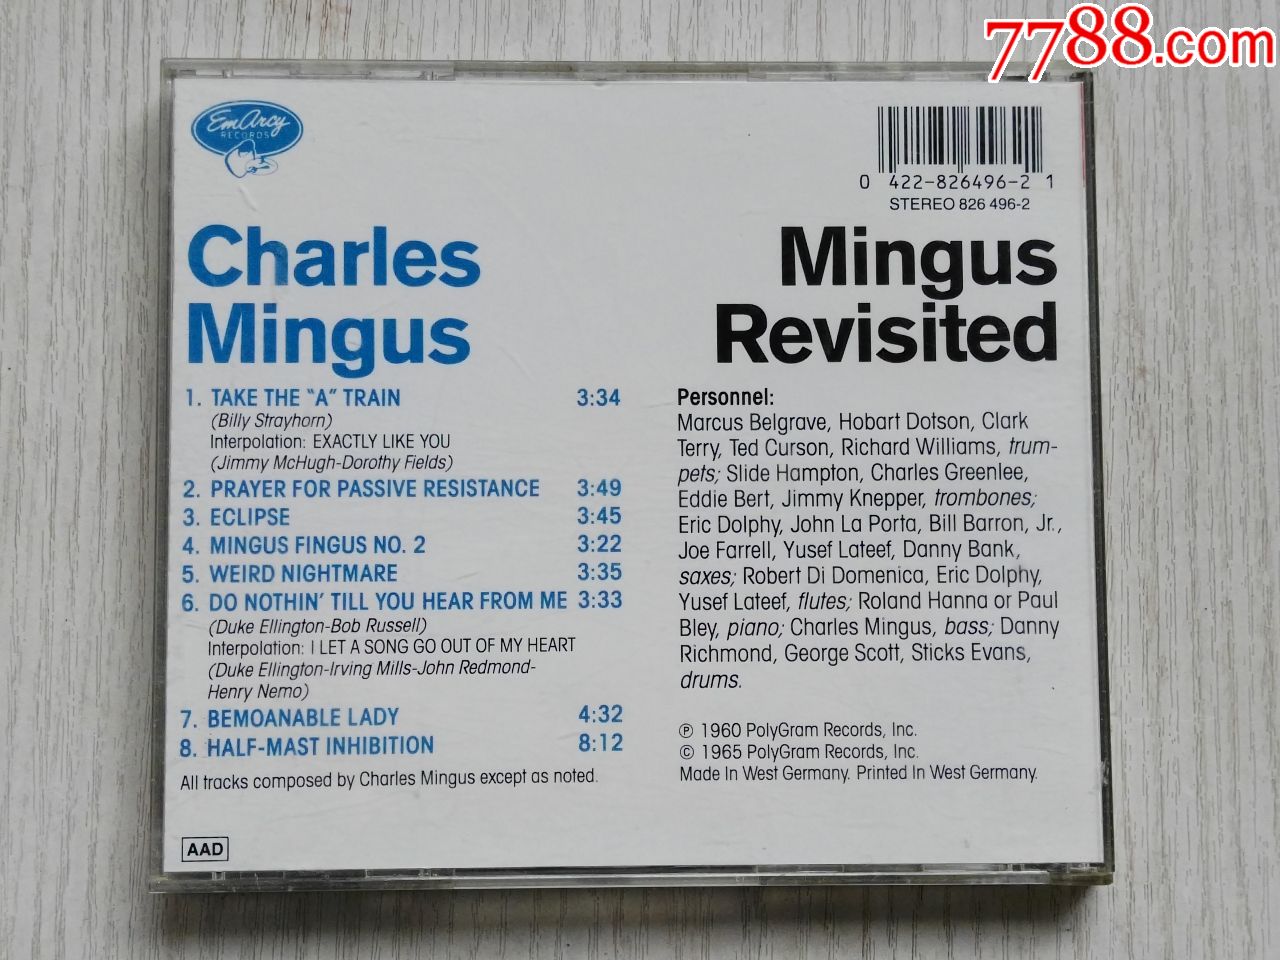 7788.com
EmArcy
RECORDS
0 422-826496-2 1
STEREO 826 496-2
Charles
Mingus
Mingus
Revisited
1. TAKE THE "A" TRAIN 3:34
(Billy Strayhorn)
Interpolation: EXACTLY LIKE YOU
(Jimmy McHugh-Dorothy Fields)
2. PRAYER FOR PASSIVE RESISTANCE 3:49
3. ECLIPSE 3:45
4. MINGUS FINGUS NO. 2 3:22
5. WEIRD NIGHTMARE 3:35
6. DO NOTHIN' TILL YOU HEAR FROM ME 3:33
(Duke Ellington-Bob Russell)
Interpolation: I LET A SONG GO OUT OF MY HEART
(Duke Ellington-Irving Mills-John Redmond-
Henry Nemo)
7. BEMOANABLE LADY 4:32
8. HALF-MAST INHIBITION 8:12
All tracks composed by Charles Mingus except as noted.
AAD
Personnel:
Marcus Belgrave, Hobart Dotson, Clark
Terry, Ted Curson, Richard Williams, trum-
pets; Slide Hampton, Charles Greenlee,
Eddie Bert, Jimmy Knepper, trombones;
Eric Dolphy, John La Porta, Bill Barron, Jr.,
Joe Farrell, Yusef Lateef, Danny Bank,
saxes; Robert Di Domenica, Eric Dolphy,
Yusef Lateef, flutes; Roland Hanna or Paul
Bley, piano; Charles Mingus, bass; Danny
Richmond, George Scott, Sticks Evans,
drums.
℗ 1960 PolyGram Records, Inc.
© 1965 PolyGram Records, Inc.
Made In West Germany. Printed In West Germany.